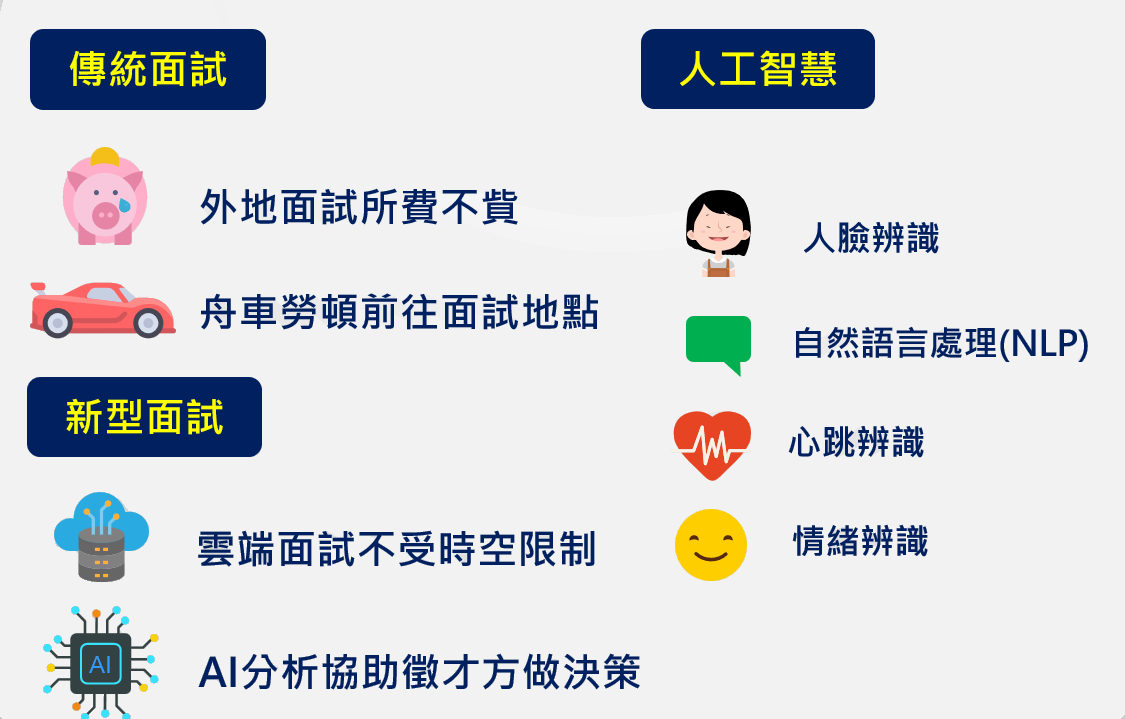 傳統面試
外地面試所費不貲
舟車勞頓前往面試地點
新型面試
雲端面試不受時空限制
AI
AI分析協助徵才方做決策
人工智慧
人臉辨識
自然語言處理(NLP)
心跳辨識
情緒辨識